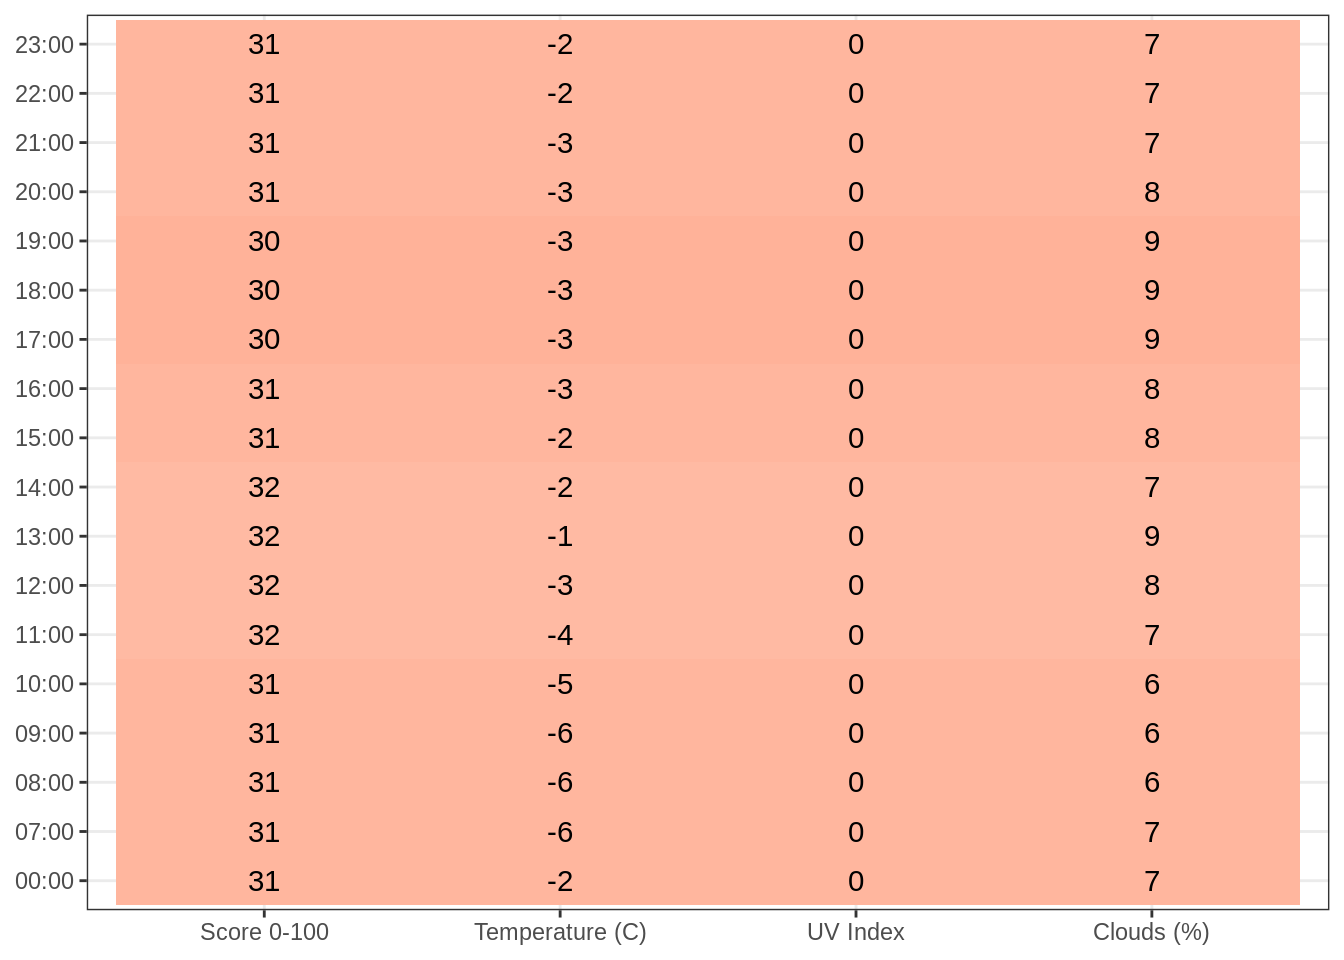 23:00 31 -2 0 7
22:00 31 -2 0 7
21:00 31 -3 0 7
20:00 31 -3 0 8
19:00 30 -3 0 9
18:00 30 -3 0 9
17:00 30 -3 0 9
16:00 31 -3 0 8
15:00 31 -2 0 8
14:00 32 -2 0 7
13:00 32 -1 0 9
12:00 32 -3 0 8
11:00 32 -4 0 7
10:00 31 -5 0 6
09:00 31 -6 0 6
08:00 31 -6 0 6
07:00 31 -6 0 7
00:00 31 -2 0 7
Score 0-100 Temperature (C) UV Index Clouds (%)